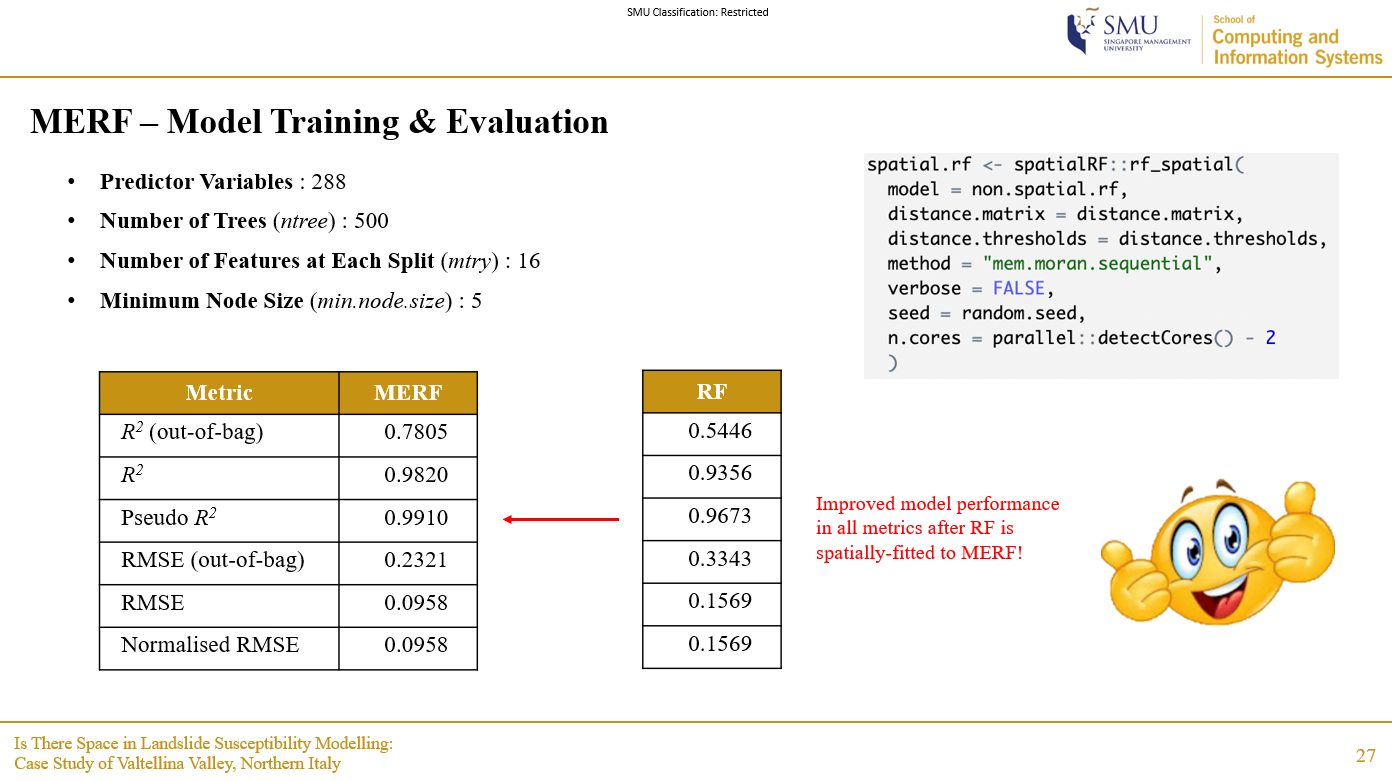 SMU Classification: Restricted
SMU
SINGAPORE MANAGEMENT
UNIVERSITY
School of
Computing and
Information Systems
MERF – Model Training & Evaluation
• Predictor Variables : 288
• Number of Trees (ntree) : 500
• Number of Features at Each Split (mtry) : 16
• Minimum Node Size (min.node.size) : 5
spatial.rf <- spatialRF::rf_spatial(
model = non.spatial.rf,
distance.matrix = distance.matrix,
distance.thresholds = distance.thresholds,
method = "mem.moran.sequential",
verbose = FALSE,
seed = random.seed,
n.cores = parallel::detectCores() - 2
)
Metric MERF
R² (out-of-bag) 0.7805
R² 0.9820
Pseudo R² 0.9910
RMSE (out-of-bag) 0.2321
RMSE 0.0958
Normalised RMSE 0.0958
RF
0.5446
0.9356
0.9673
0.3343
0.1569
0.1569
Improved model performance
in all metrics after RF is
spatially-fitted to MERF!
Is There Space in Landslide Susceptibility Modelling:
Case Study of Valtellina Valley, Northern Italy
27